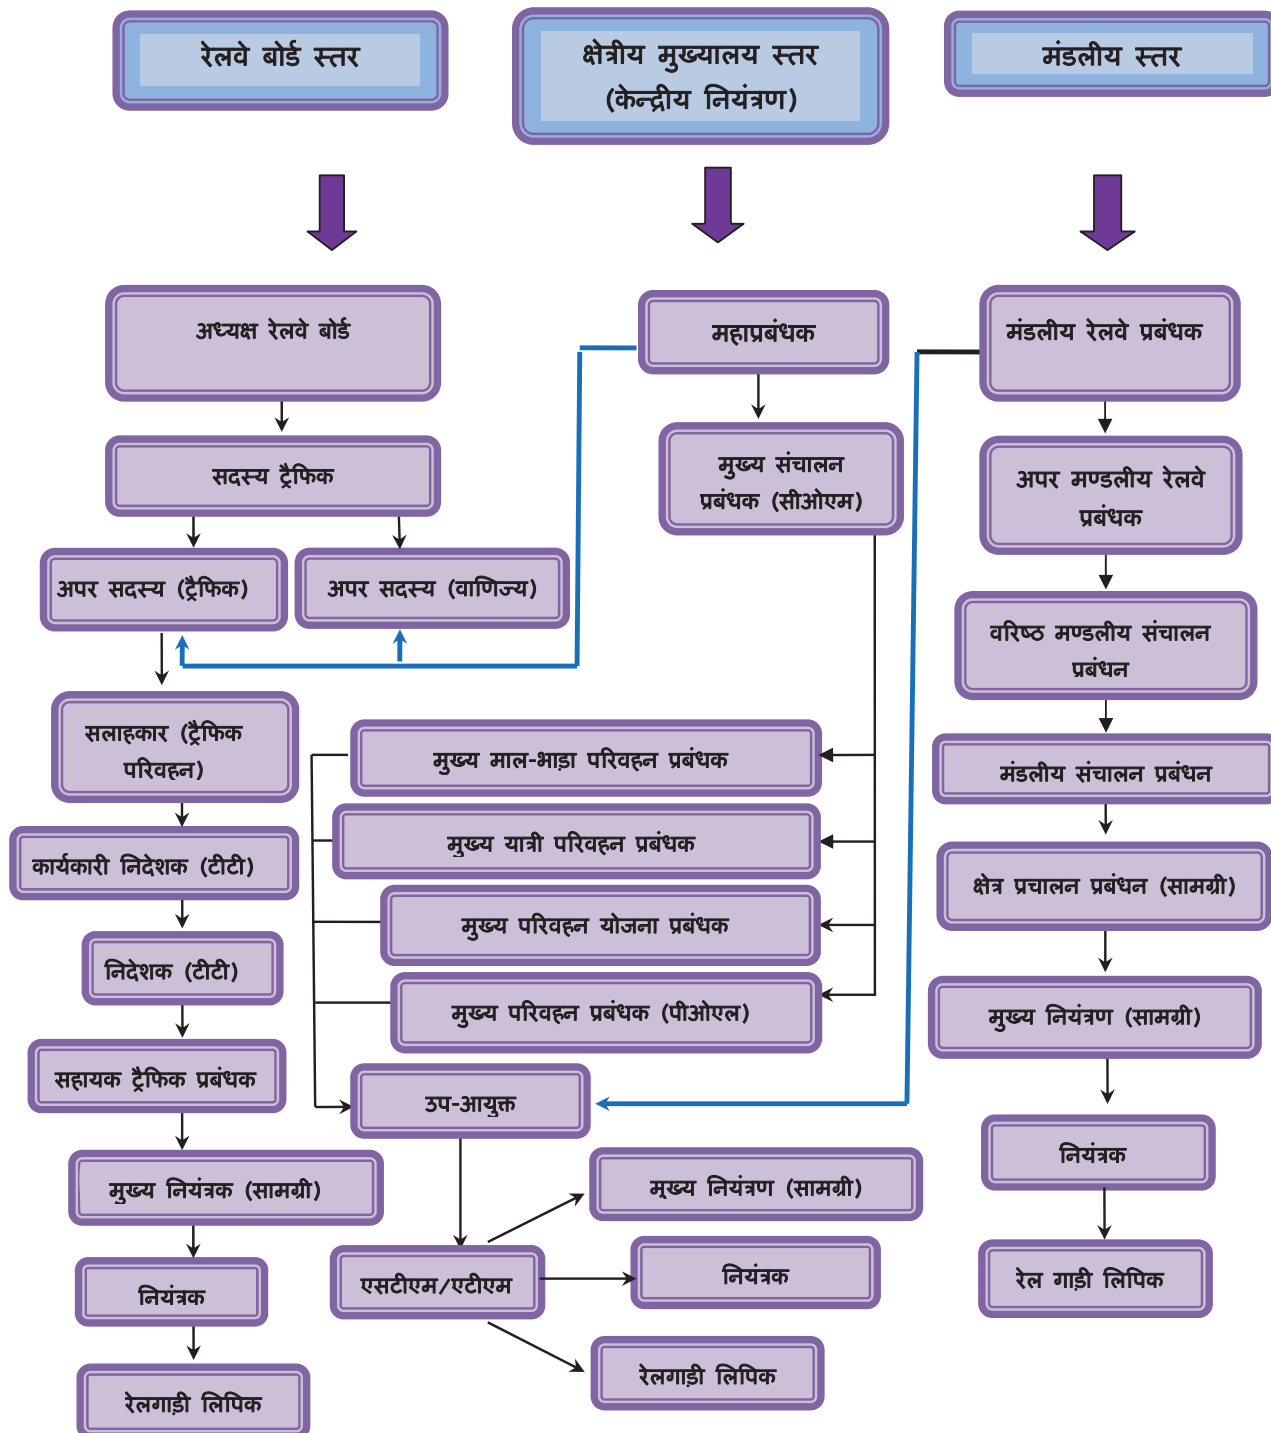 रेलवे बोर्ड स्तर
क्षेत्रीय मुख्यालय स्तर
(केन्द्रीय नियंत्रण)
मंडलीय स्तर
अध्यक्ष रेलवे बोर्ड
सदस्य ट्रैफिक
अपर सदस्य (ट्रैफिक)
अपर सदस्य (वाणिज्य)
सलाहकार (ट्रैफिक
परिवहन)
कार्यकारी निदेशक (टीटी)
निदेशक (टीटी)
सहायक ट्रैफिक प्रबंधक
मुख्य नियंत्रक (सामग्री)
नियंत्रक
रेलगाड़ी लिपिक
महाप्रबंधक
मुख्य संचालन
प्रबंधक (सीओएम)
मुख्य माल-भाड़ा परिवहन प्रबंधक
मुख्य यात्री परिवहन प्रबंधक
मुख्य परिवहन योजना प्रबंधक
मुख्य परिवहन प्रबंधक (पीओएल)
उप-आयुक्त
एसटीएम/एटीएम
मुख्य नियंत्रण (सामग्री)
नियंत्रक
रेलगाड़ी लिपिक
मंडलीय रेलवे प्रबंधक
अपर मण्डलीय रेलवे
प्रबंधक
वरिष्ठ मण्डलीय संचालन
प्रबंधन
मंडलीय संचालन प्रबंधन
क्षेत्र प्रचालन प्रबंधन (सामग्री)
मुख्य नियंत्रण (सामग्री)
नियंत्रक
रेल गाड़ी लिपिक